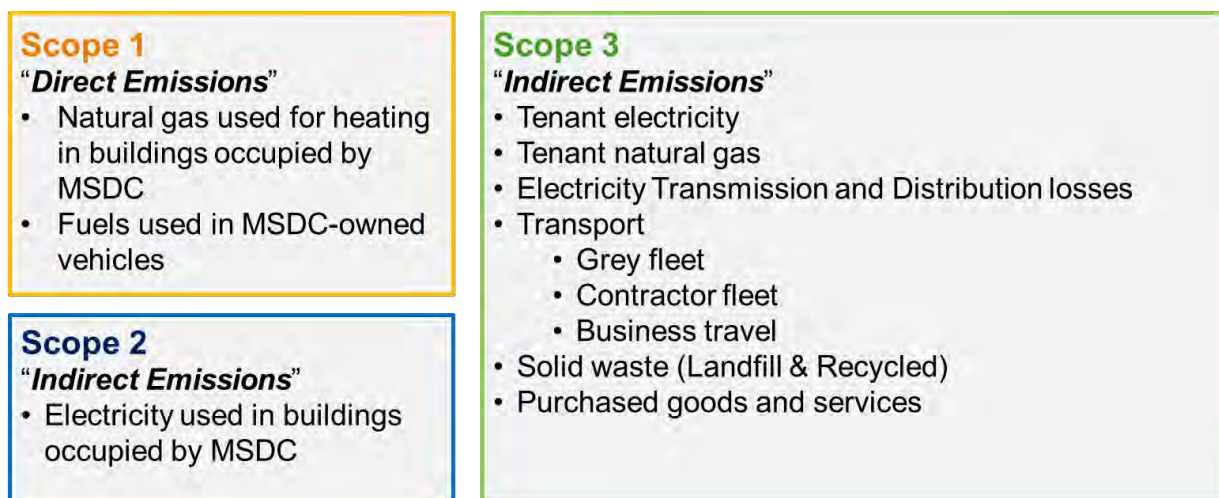 Scope 1
“Direct Emissions”
• Natural gas used for heating
in buildings occupied by
MSDC
• Fuels used in MSDC-owned
vehicles
Scope 2
“Indirect Emissions”
• Electricity used in buildings
occupied by MSDC
Scope 3
“Indirect Emissions”
• Tenant electricity
• Tenant natural gas
• Electricity Transmission and Distribution losses
• Transport
• Grey fleet
• Contractor fleet
• Business travel
• Solid waste (Landfill & Recycled)
• Purchased goods and services